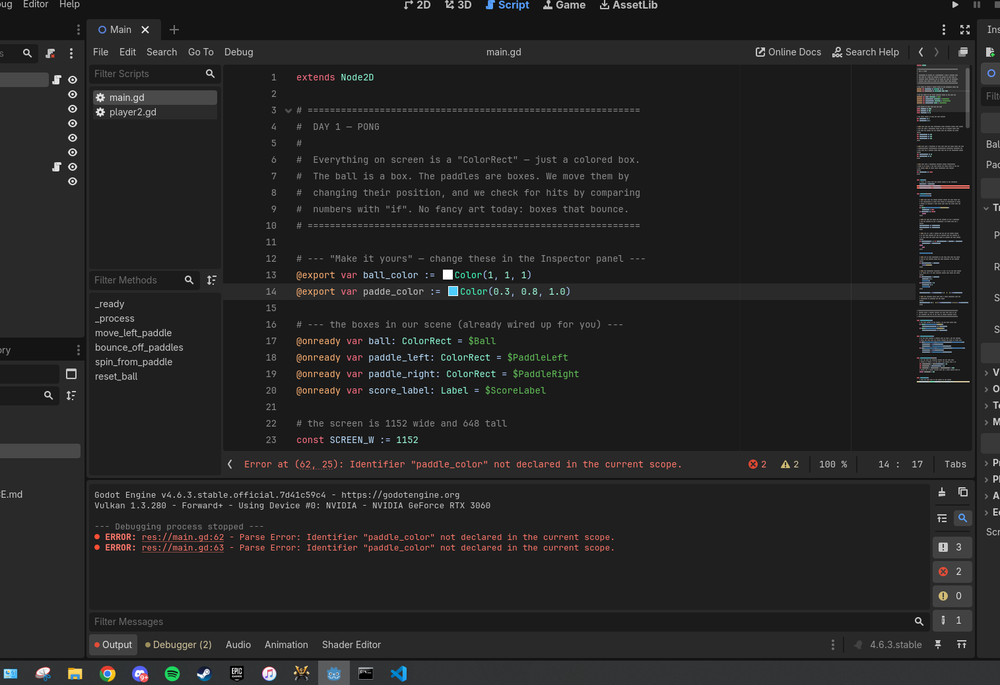 Editor
Help
2D
3D
Script
Game
AssetLib
Main
File Edit Search Go To Debug
main.gd
Online Docs
Search Help
Filter Scripts
main.gd
player2.gd
Filter Methods
_ready
_process
move_left_paddle
bounce_off_paddles
spin_from_paddle
reset_ball
1 extends Node2D
2
3 # ============================================================
4 #  DAY 1 — PONG
5 #
6 #  Everything on screen is a "ColorRect" — just a colored box.
7 #  The ball is a box. The paddles are boxes. We move them by
8 #  changing their position, and we check for hits by comparing
9 #  numbers with "if". No fancy art today: boxes that bounce.
10 # ============================================================
11
12 # --- "Make it yours" — change these in the Inspector panel ---
13 @export var ball_color := Color(1, 1, 1)
14 @export var padde_color := Color(0.3, 0.8, 1.0)
15
16 # --- the boxes in our scene (already wired up for you) ---
17 @onready var ball: ColorRect = $Ball
18 @onready var paddle_left: ColorRect = $PaddleLeft
19 @onready var paddle_right: ColorRect = $PaddleRight
20 @onready var score_label: Label = $ScoreLabel
21
22 # the screen is 1152 wide and 648 tall
23 const SCREEN_W := 1152
Error at (62, 25): Identifier "paddle_color" not declared in the current scope.
2
2
100 %
14 : 17
Tabs
Godot Engine v4.6.3.stable.official.7d41c59c4 - https://godotengine.org
Vulkan 1.3.280 - Forward+ - Using Device #0: NVIDIA - NVIDIA GeForce RTX 3060
--- Debugging process stopped ---
ERROR: res://main.gd:62 - Parse Error: Identifier "paddle_color" not declared in the current scope.
ERROR: res://main.gd:63 - Parse Error: Identifier "paddle_color" not declared in the current scope.
3
2
0
1
Filter Messages
Output
Debugger (2)
Audio
Animation
Shader Editor
4.6.3.stable
E.md
9+
EPIC GAMES